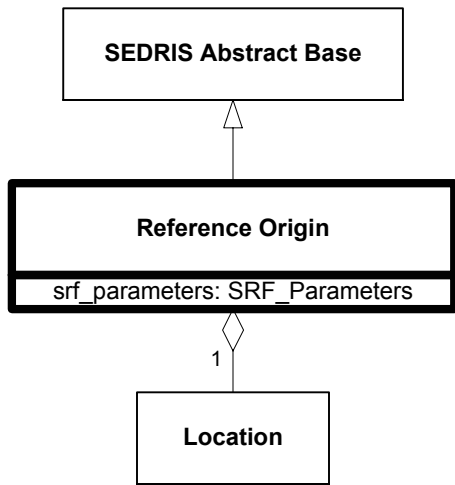 SEDRIS Abstract Base
Reference Origin
srf_parameters: SRF_Parameters
1
Location